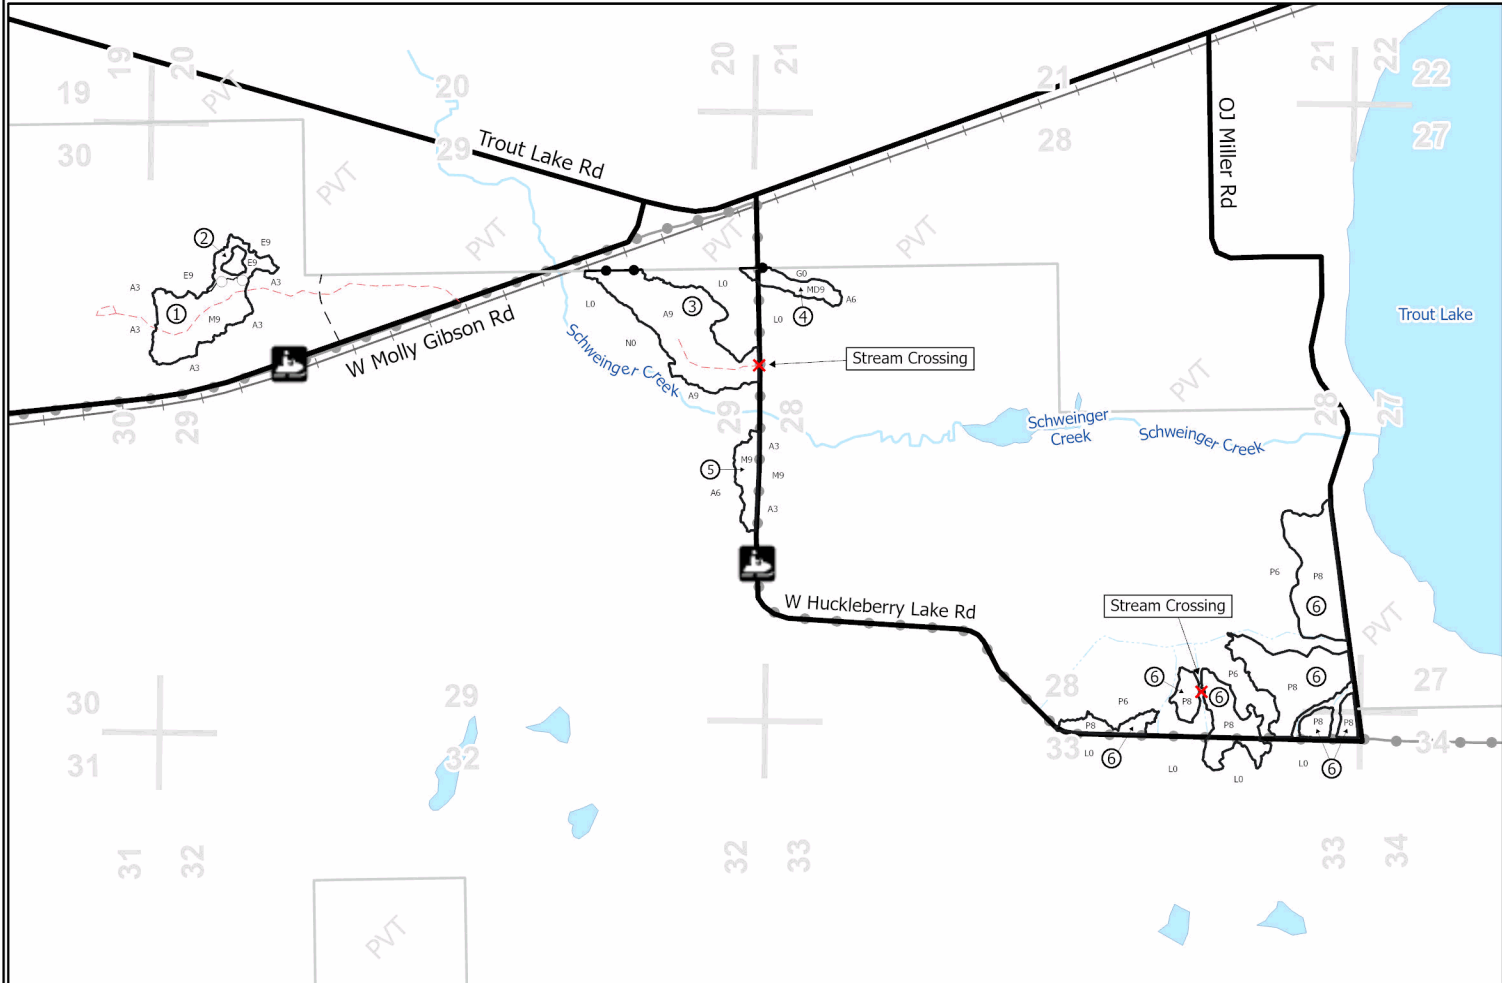 19
20
20
21
21
22
19
20
21
22
30
29
28
27
PVT
Trout Lake Rd
OJ Miller Rd
PVT
PVT
PVT
PVT
2
E9
E9
E9
A3
A3
1
M9
A3
A3
A3
W Molly Gibson Rd
L0
L0
3
A9
N0
A9
G0
MD9
A6
4
L0
Trout Lake
Schweinger Creek
Stream Crossing
PVT
30
29
29
28
28
27
Schweinger
Creek
Schweinger Creek
A3
M9
5
M9
A6
A3
W Huckleberry Lake Rd
Stream Crossing
P6
P8
6
PVT
30
29
28
27
6
P8
6
P6
P8
6
P8
P6
P8
P8
P8
31
32
33
34
L0
6
L0
L0
L0
6
31
32
32
33
33
34
PVT